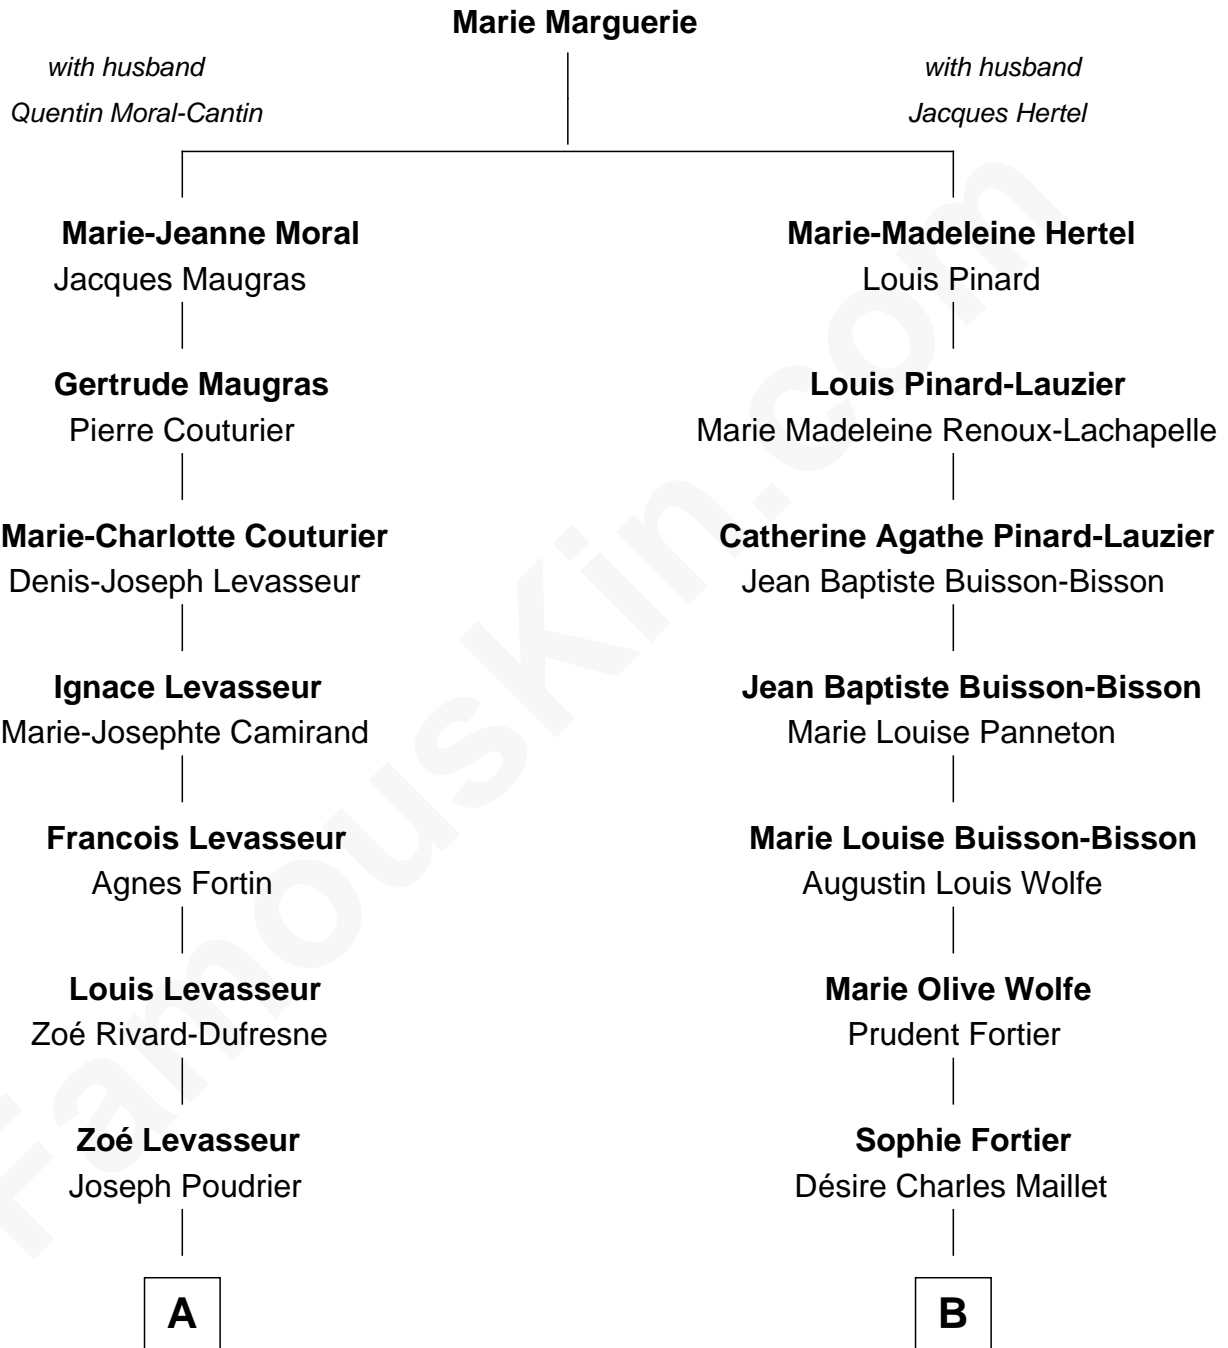 Marie Marguerie
with husband
Quentin Moral-Cantin
with husband
Jacques Hertel
Marie-Jeanne Moral
Jacques Maugras
Marie-Madeleine Hertel
Louis Pinard
Gertrude Maugras
Pierre Couturier
Louis Pinard-Lauzier
Marie Madeleine Renoux-Lachapelle
Marie-Charlotte Couturier
Denis-Joseph Levasseur
Catherine Agathe Pinard-Lauzier
Jean Baptiste Buisson-Bisson
Ignace Levasseur
Marie-Josephte Camirand
Jean Baptiste Buisson-Bisson
Marie Louise Panneton
Francois Levasseur
Agnes Fortin
Marie Louise Buisson-Bisson
Augustin Louis Wolfe
Louis Levasseur
Zoé Rivard-Dufresne
Marie Olive Wolfe
Prudent Fortier
Zoé Levasseur
Joseph Poudrier
Sophie Fortier
Désire Charles Maillet
A
B
FamousKin.com